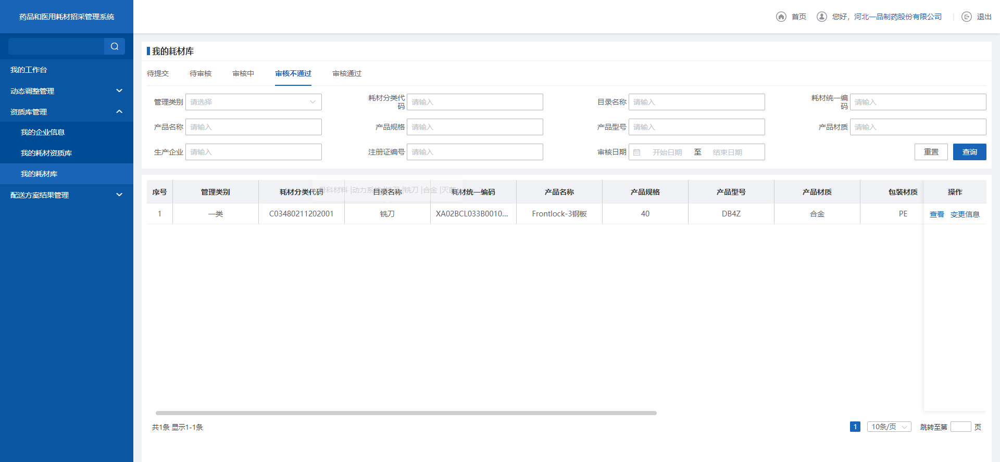 药品和医用耗材招采管理系统
首页
您好，河北一品制药股份有限公司
退出
我的工作台
动态调整管理
资质库管理
我的企业信息
我的耗材资质库
我的耗材库
配送方案结果管理
我的耗材库
待提交 待审核 审核中 审核不通过 审核通过
管理类别 请选择
耗材分类代码 请输入
目录名称 请输入
耗材统一编码 请输入
产品名称 请输入
产品规格 请输入
产品型号 请输入
产品材质 请输入
生产企业 请输入
注册证编号 请输入
审核日期 开始日期 至 结束日期
重置 查询
骨科材料 |动力系统 |铣刀 |铣刀 |合金 |灭菌
序号 管理类别 耗材分类代码 目录名称 耗材统一编码 产品名称 产品规格 产品型号 产品材质 包装材质 操作
1 一类 C03480211202001 铣刀 XA02BCL033B0010... Frontlock-3钢板 40 DB4Z 合金 PE 查看 变更信息
共1条 显示1-1条
1 10条/页 跳转至第 页